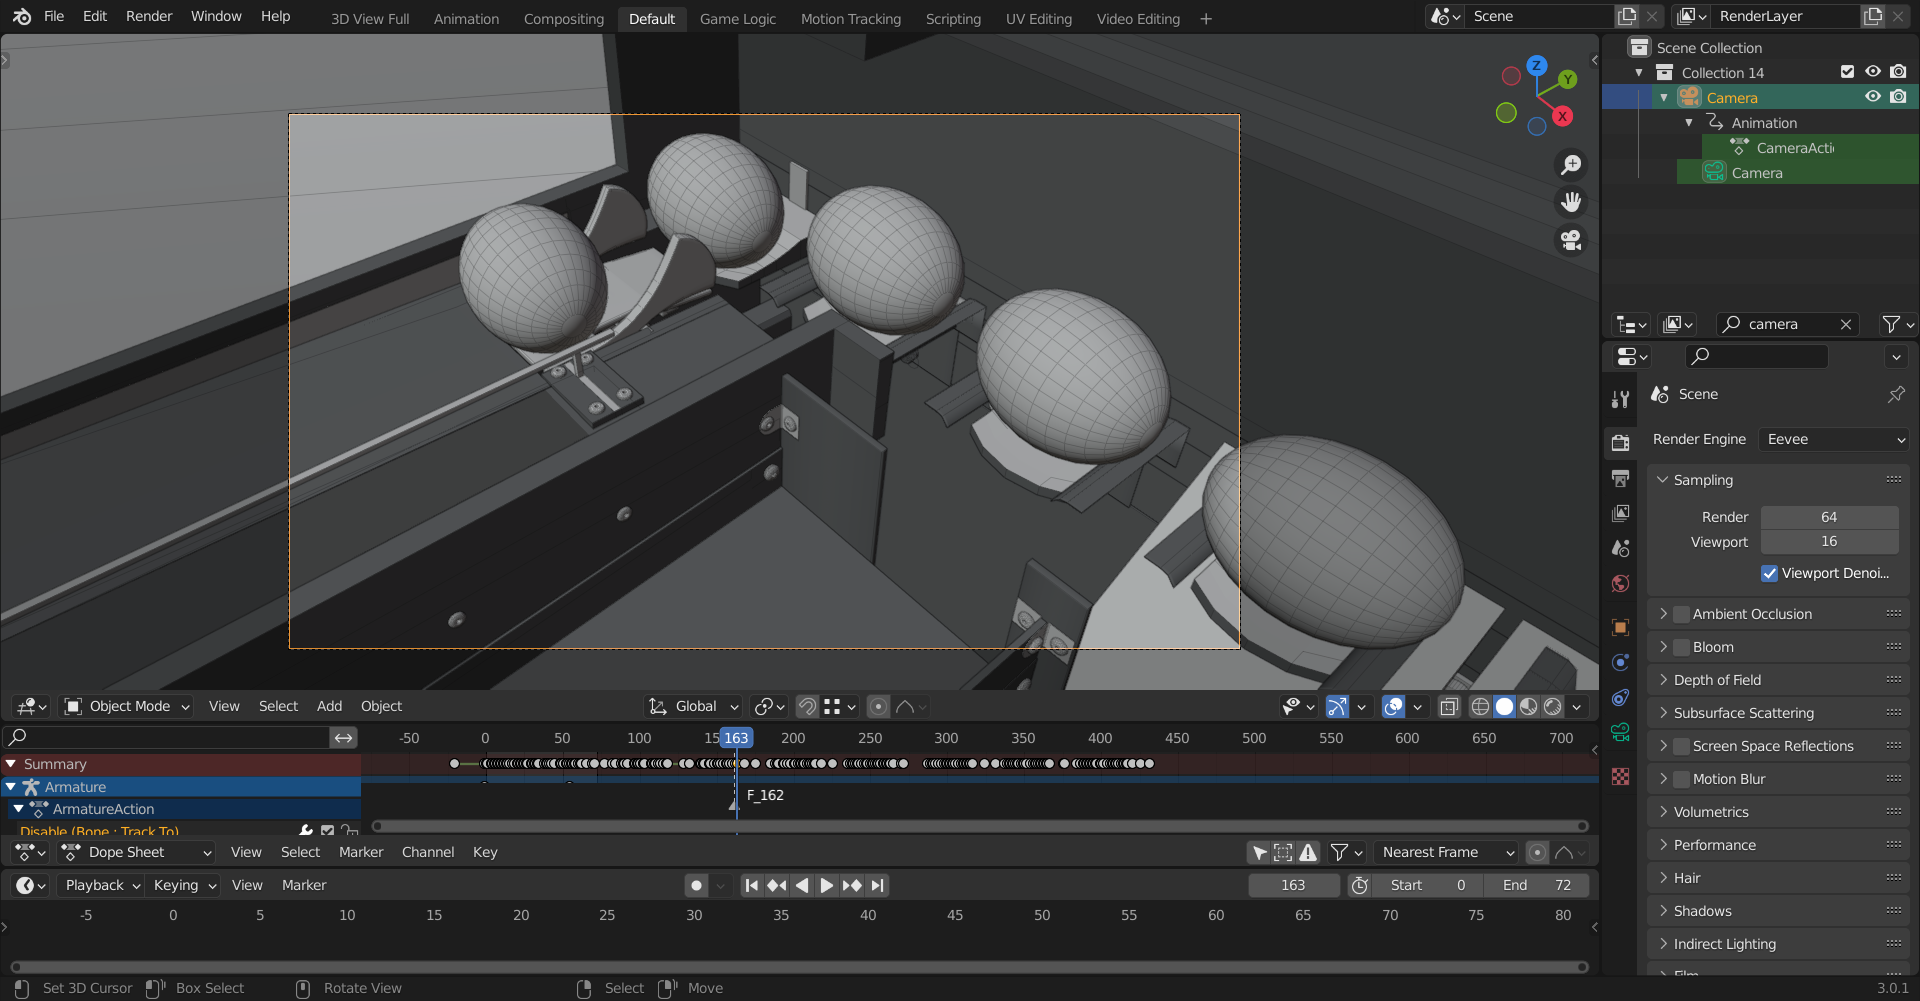 File Edit Render Window Help 3D View Full Animation Compositing Default Game Logic Motion Tracking Scripting UV Editing Video Editing + Scene RenderLayer
Scene Collection
Collection 14
Camera
Animation
CameraActi
Camera
Z
Y
X
camera
Scene
Render Engine Eevee
Sampling
Render 64
Viewport 16
Viewport Denoi...
Ambient Occlusion
Bloom
Depth of Field
Subsurface Scattering
Screen Space Reflections
Motion Blur
Volumetrics
Performance
Hair
Shadows
Indirect Lighting
Film
Object Mode View Select Add Object Global
-50 0 50 100 15 163 200 250 300 350 400 450 500 550 600 650 700
Summary
Armature
F_162
ArmatureAction
Disable (Bone : Track To)
Dope Sheet View Select Marker Channel Key Nearest Frame
Playback Keying View Marker 163 Start 0 End 72
-5 0 5 10 15 20 25 30 35 40 45 50 55 60 65 70 75 80
Set 3D Cursor Box Select Rotate View Select Move 3.0.1